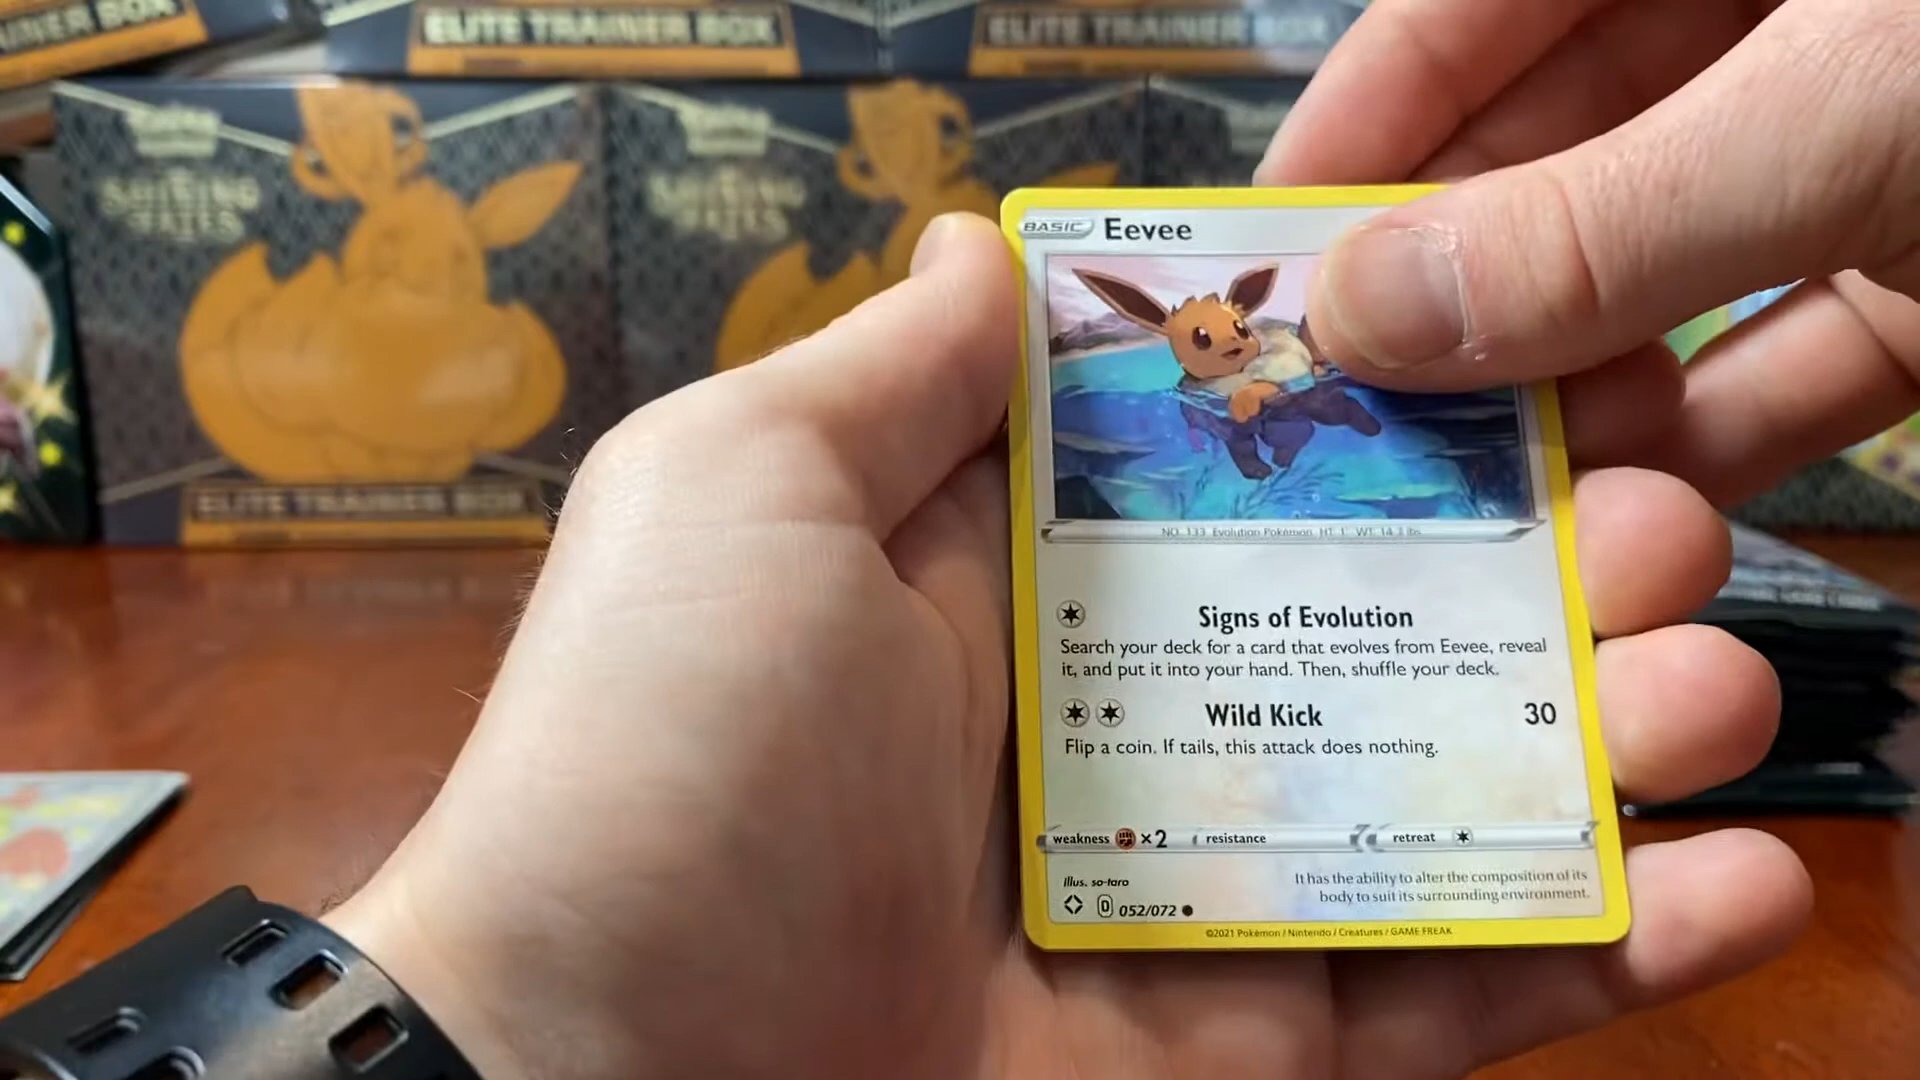 ELITE TRAINER BOX
ELITE TRAINER BOX
SHINING
FATES
SHINING
FATES
ELITE TRAINER BOX
BASIC Eevee
NO. 133 Evolution Pokémon HT: 1' WT: 14.3 lbs.
Signs of Evolution
Search your deck for a card that evolves from Eevee, reveal
it, and put it into your hand. Then, shuffle your deck.
Wild Kick 30
Flip a coin. If tails, this attack does nothing.
weakness ×2 resistance retreat
Illus. so-taro
It has the ability to alter the composition of its
body to suit its surrounding environment.
D 052/072
©2021 Pokémon / Nintendo / Creatures / GAME FREAK